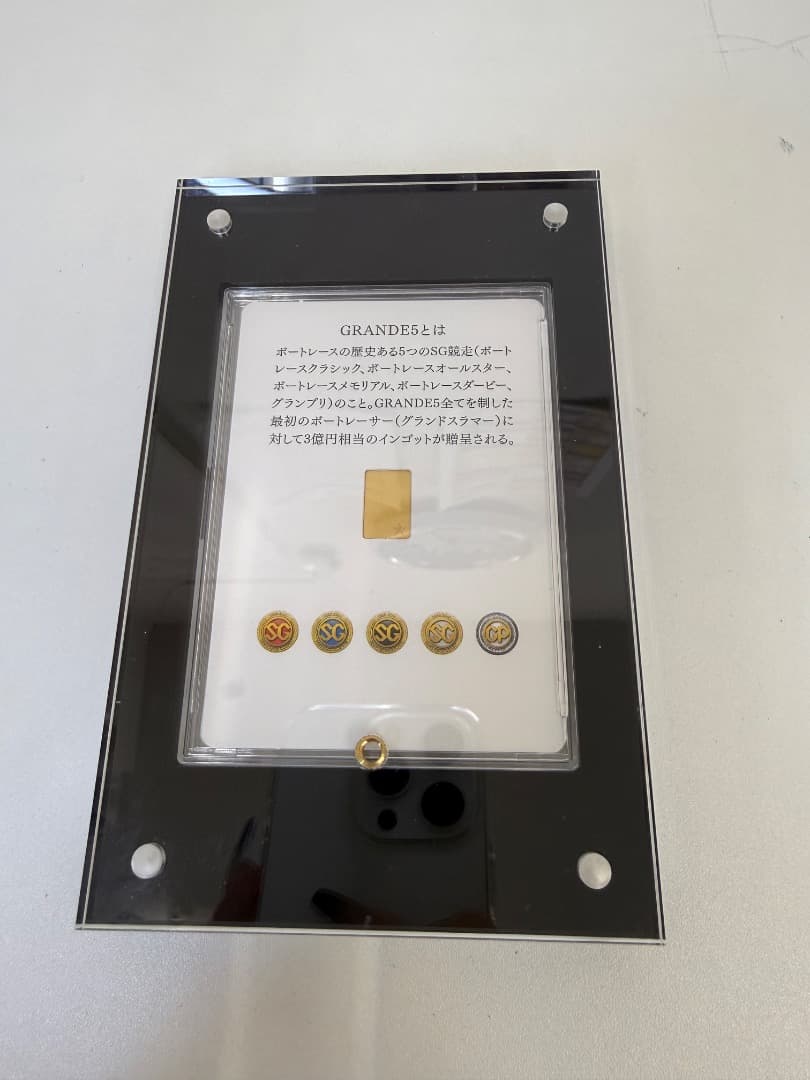 GRANDE5とは
ボートレースの歴史ある5つのSG競走(ボート
レースクラシック、ボートレースオールスター、
ボートレースメモリアル、ボートレースダービー、
グランプリ)のこと。GRANDE5全てを制した
最初のボートレーサー(グランドスラマー)に
対して3億円相当のインゴットが贈呈される。
SG SG SG SG GP